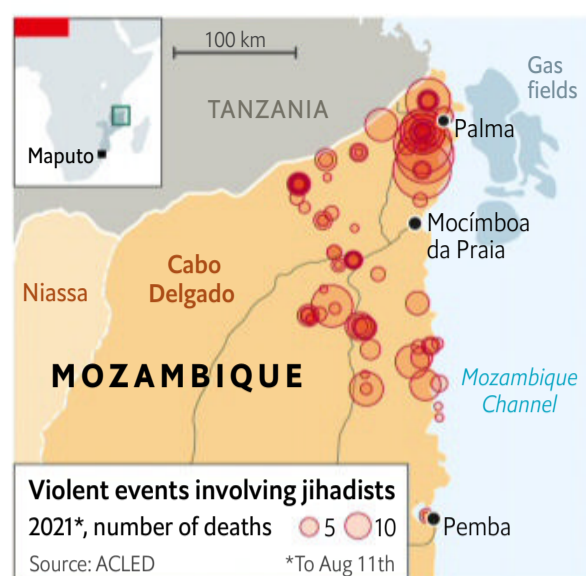 100 km
Gas
fields
TANZANIA
Maputo
Palma
Mocímboa
da Praia
Cabo
Delgado
Niassa
MOZAMBIQUE
Mozambique
Channel
Violent events involving jihadists
2021*, number of deaths 5 10
Source: ACLED *To Aug 11th
Pemba